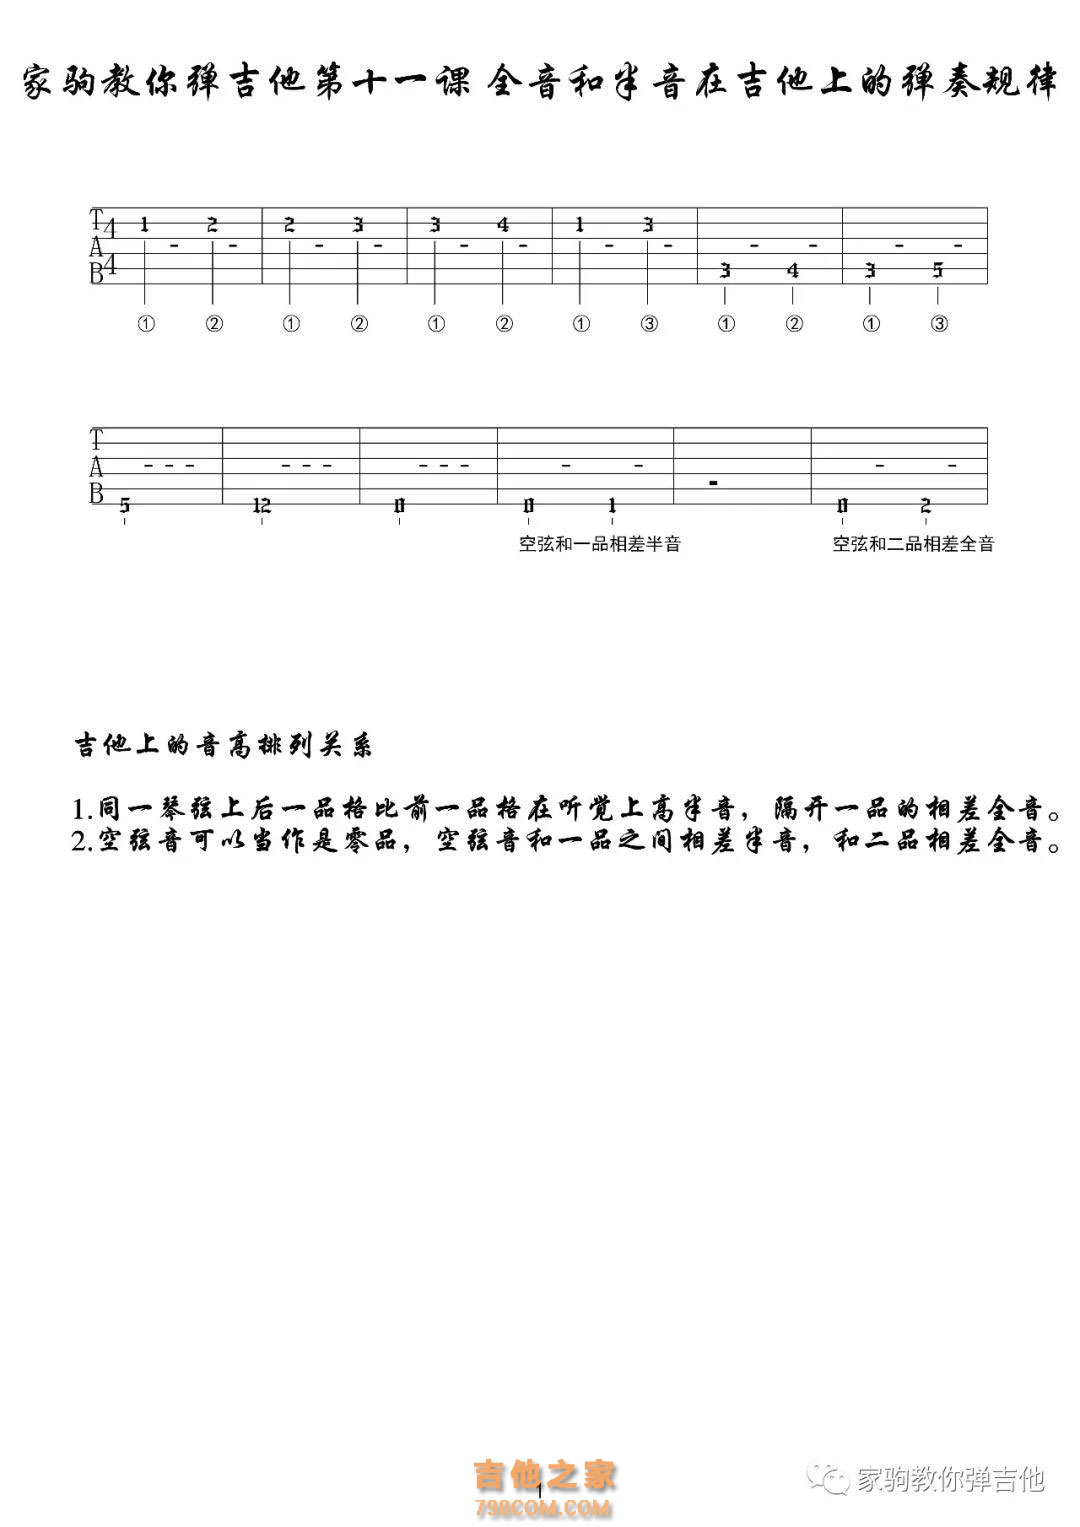 家驹教你弹吉他第十一课 全音和半音在吉他上的弹奏规律
T 4 1 - 2 - 2 - 3 - 3 - 4 - 1 - 3 - - - - -
A
B 4 3 4 3 5
① ② ① ② ① ② ① ③ ① ② ① ③
T
A - - - - - - - - - - - - -
B
5 12 0 0 1 0 2
空弦和一品相差半音 空弦和二品相差全音
吉他上的音高排列关系
1.同一琴弦上后一品格比前一品格在听觉上高半音，隔开一品的相差全音。
2.空弦音可以当作是零品，空弦音和一品之间相差半音，和二品相差全音。
吉他之家
1
798COM.COM
家驹教你弹吉他